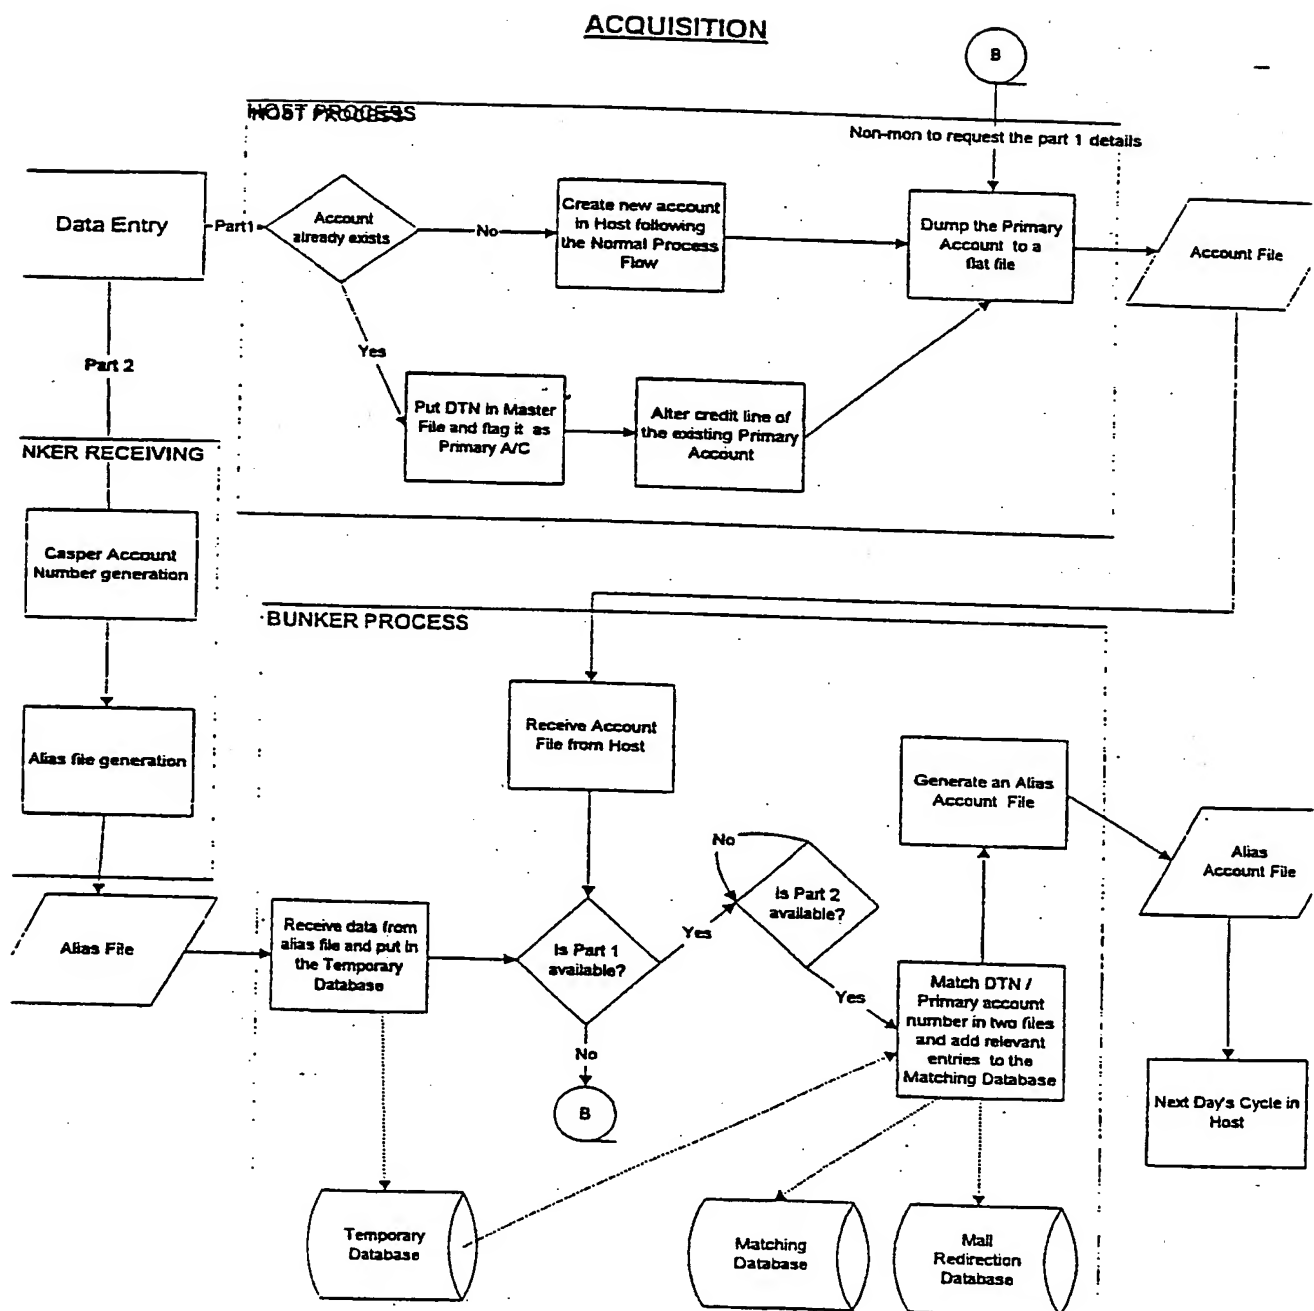 ACQUISITION
B
HOST PROCESS
Non-mon to request the part 1 details
Data Entry
Part1
Account
already exists
No
Create new account
in Host following
the Normal Process
Flow
Dump the Primary
Account to a
flat file
Account File
Yes
Part 2
Put DTN in Master
File and flag it as
Primary A/C
Alter credit line of
the existing Primary
Account
NKER RECEIVING
Casper Account
Number generation
BUNKER PROCESS
Receive Account
File from Host
Alias file generation
Generate an Alias
Account File
No
Is Part 2
available?
Alias
Account File
Alias File
Receive data from
alias file and put in
the Temporary
Database
Is Part 1
available?
Yes
Yes
Match DTN /
Primary account
number in two files
and add relevant
entries to the
Matching Database
No
B
Next Day's Cycle in
Host
Temporary
Database
Matching
Database
Mail
Redirection
Database